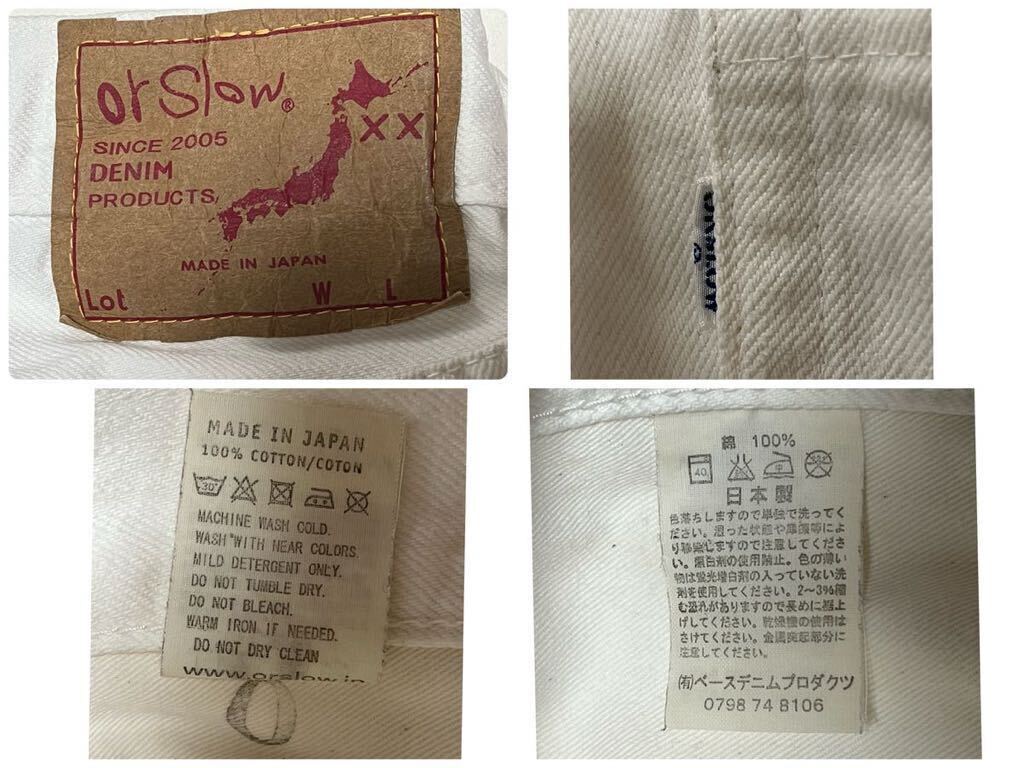 orSlow®
SINCE 2005
DENIM
PRODUCTS
XX
MADE IN JAPAN
Lot W L
MADE IN JAPAN
100% COTTON/COTON
30°
MACHINE WASH COLD.
WASH WITH NEAR COLORS.
MILD DETERGENT ONLY.
DO NOT TUMBLE DRY.
DO NOT BLEACH.
WARM IRON IF NEEDED.
DO NOT DRY CLEAN
www.orslow.jp
綿 100%
40 中
日本製
色落ちしますので単独で洗ってく
ださい。湿った状態や摩擦等によ
り移染しますので注意してくださ
い。漂白剤の使用禁止。色の薄い
物は蛍光増白剤の入っていない洗
剤を使用してください。2〜3%縮
む恐れがありますので長めに裾上
げしてください。乾燥機の使用は
さけてください。金属突起部分に
注意してください。
㈲ベースデニムプロダクツ
0798 74 8106